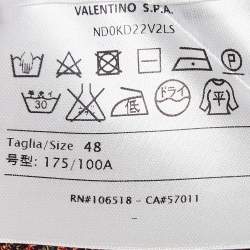 VALENTINO S.P.A.
ND0KD22V2LS
P
30 低 ドライ 平
Taglia/Size 48
号型: 175/100A
RN#106518 - CA#57011